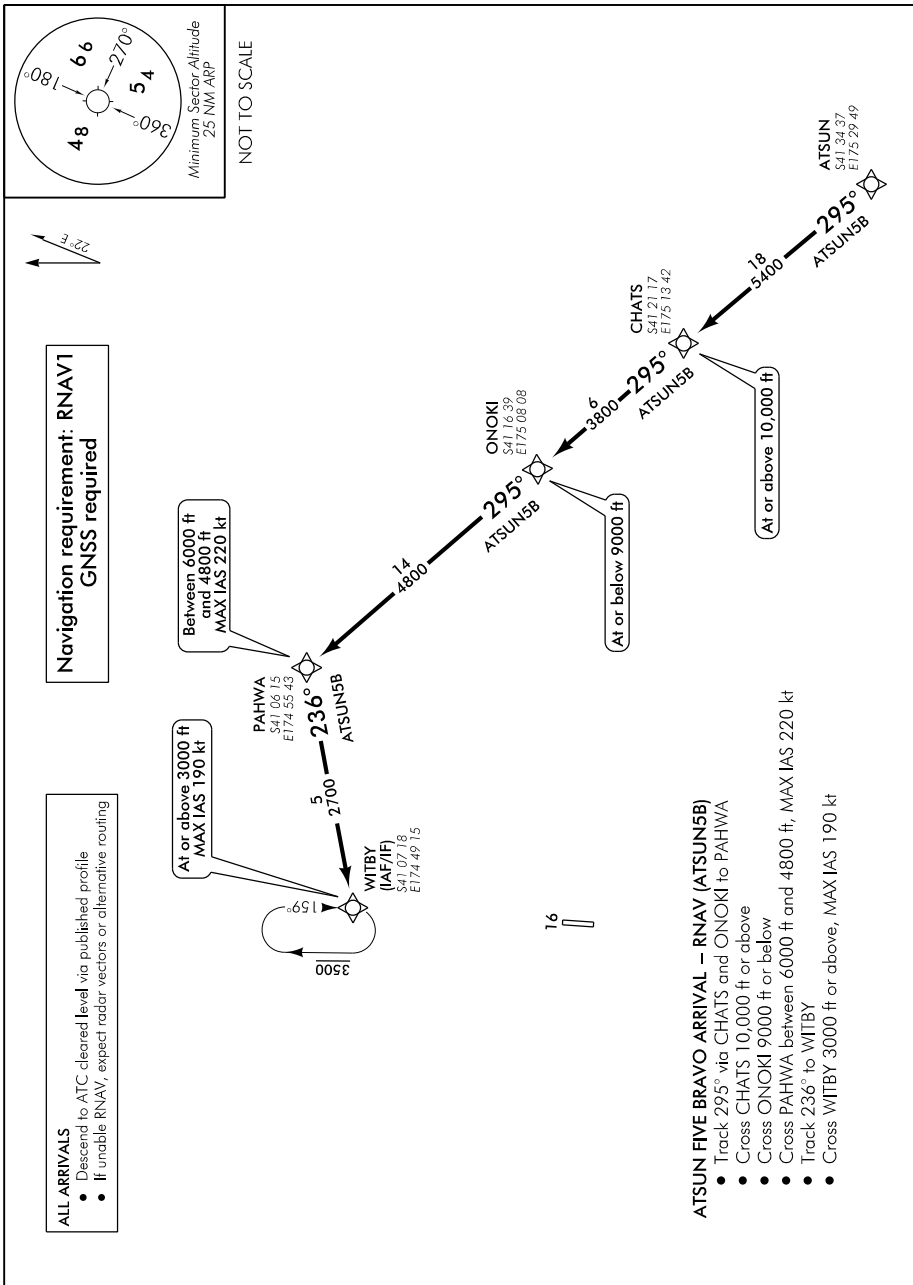 ALL ARRIVALS
● Descend to ATC cleared level via published profile
● If unable RNAV, expect radar vectors or alternative routing
Navigation requirement: RNAV1
GNSS required
22° E
180°
270°
360°
48
66
54
Minimum Sector Altitude
25 NM ARP
NOT TO SCALE
At or above 3000 ft
MAX IAS 190 kt
Between 6000 ft
and 4800 ft
MAX IAS 220 kt
159°
3500
WITBY
(IAF/IF)
S41 07 18
E174 49 15
5
2700
236°
ATSUN5B
PAHWA
S41 06 15
E174 55 43
14
4800
295°
ATSUN5B
ONOKI
S41 16 39
E175 08 08
At or below 9000 ft
6
3800
295°
ATSUN5B
CHATS
S41 21 17
E175 13 42
At or above 10,000 ft
18
5400
295°
ATSUN5B
ATSUN
S41 34 37
E175 29 49
16
ATSUN FIVE BRAVO ARRIVAL – RNAV (ATSUN5B)
● Track 295° via CHATS and ONOKI to PAHWA
● Cross CHATS 10,000 ft or above
● Cross ONOKI 9000 ft or below
● Cross PAHWA between 6000 ft and 4800 ft, MAX IAS 220 kt
● Track 236° to WITBY
● Cross WITBY 3000 ft or above, MAX IAS 190 kt